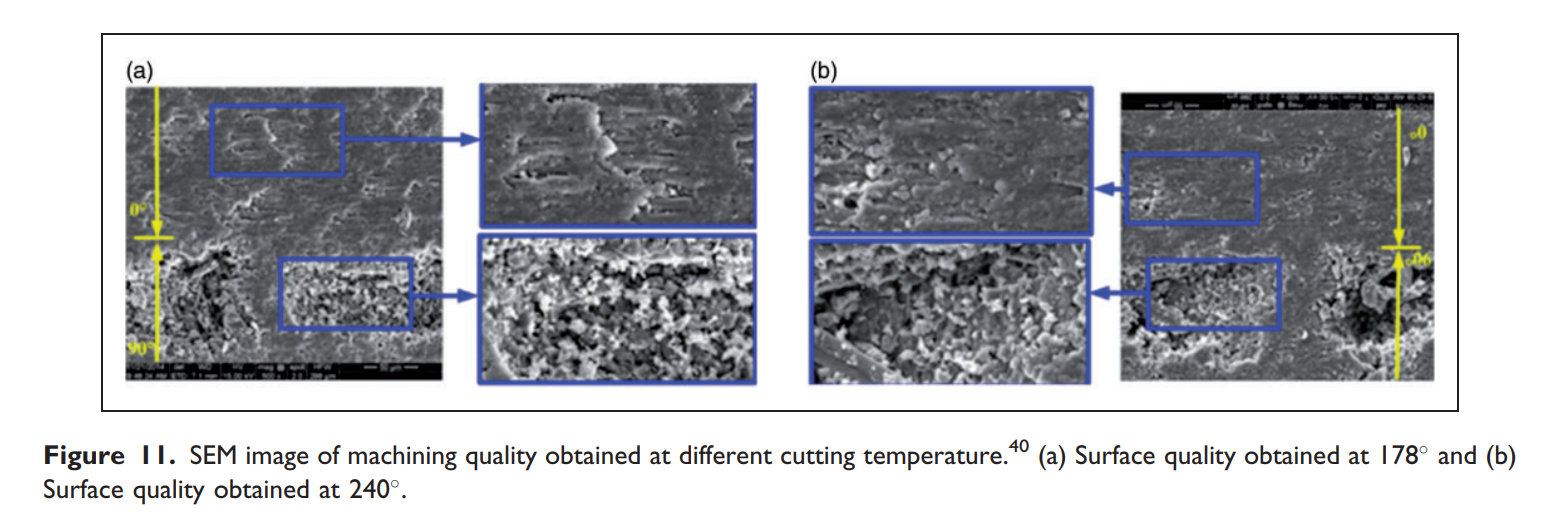 (a)
(b)
0°
90°
0°
90°
Figure 11. SEM image of machining quality obtained at different cutting temperature.40 (a) Surface quality obtained at 178° and (b)
Surface quality obtained at 240°.